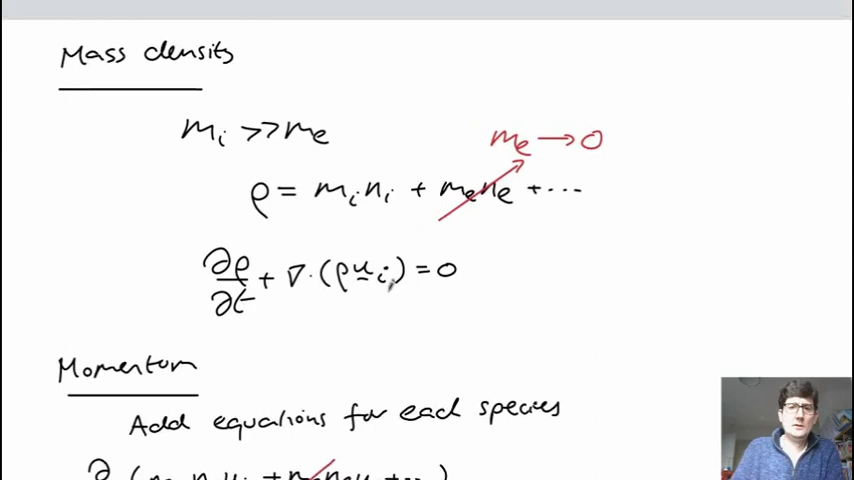 Mass density
mᵢ >> mₑ
mₑ → 0
ρ = mᵢnᵢ + mₑnₑ + ···
∂ρ/∂t + ∇·(ρuᵢ) = 0
Momentum
Add equations for each species
∂